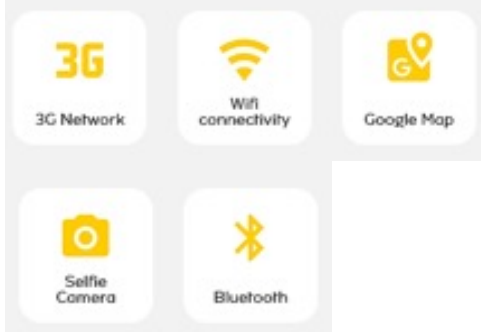 3G
G
3G Network
Wifi
connectivity
Google Map
Selfie
Camera
Bluetooth